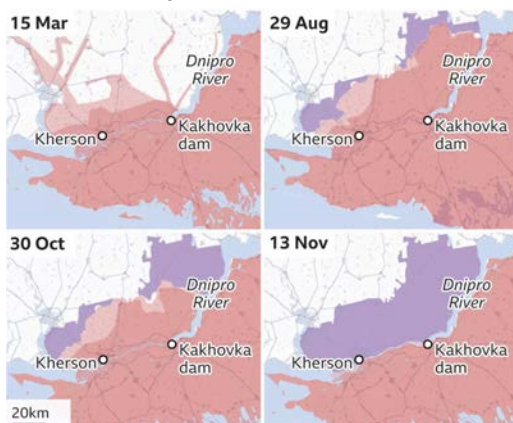 15 Mar
Dnipro
River
Kherson
Kakhovka
dam
29 Aug
Dnipro
River
Kherson
Kakhovka
dam
30 Oct
Dnipro
River
Kherson
Kakhovka
dam
20km
13 Nov
Dnipro
River
Kherson
Kakhovka
dam